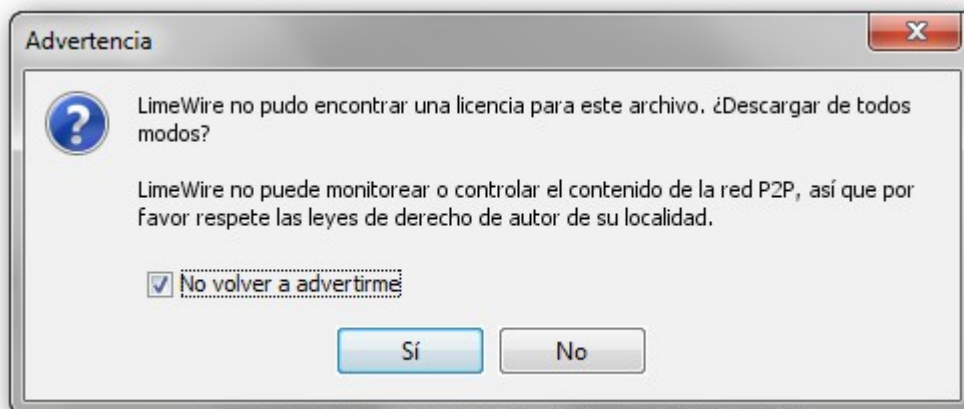 Advertencia
LimeWire no pudo encontrar una licencia para este archivo. ¿Descargar de todos
modos?
LimeWire no puede monitorear o controlar el contenido de la red P2P, así que por
favor respete las leyes de derecho de autor de su localidad.
No volver a advertirme
Sí
No